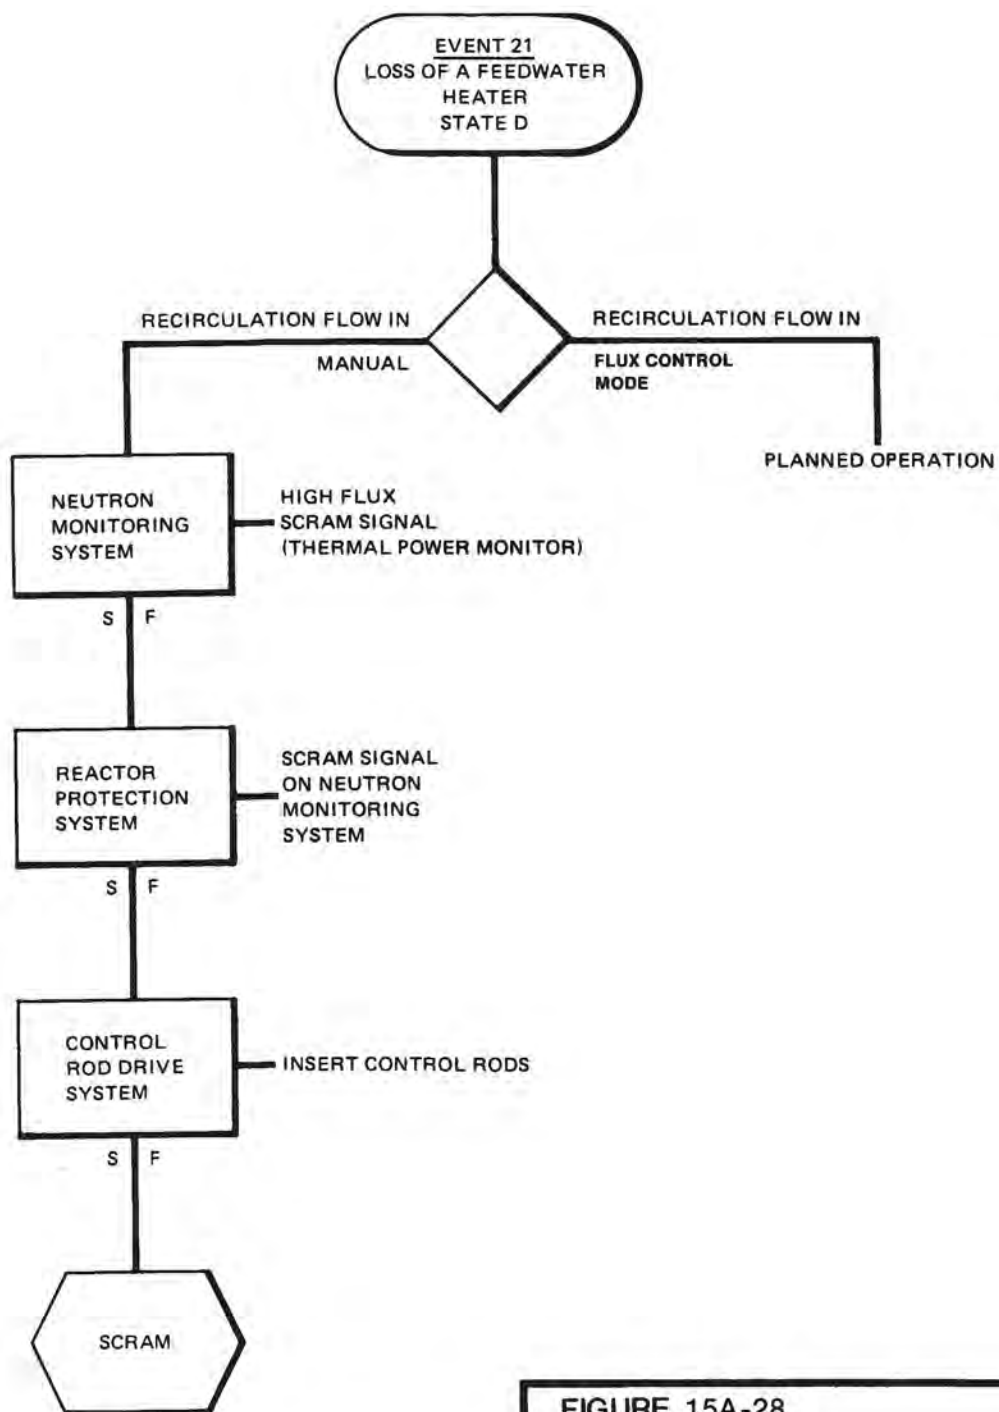 EVENT 21
LOSS OF A FEEDWATER
HEATER
STATE D
RECIRCULATION FLOW IN
MANUAL
RECIRCULATION FLOW IN
FLUX CONTROL
MODE
PLANNED OPERATION
NEUTRON
MONITORING
SYSTEM
HIGH FLUX
SCRAM SIGNAL
(THERMAL POWER MONITOR)
S F
REACTOR
PROTECTION
SYSTEM
SCRAM SIGNAL
ON NEUTRON
MONITORING
SYSTEM
S F
CONTROL
ROD DRIVE
SYSTEM
INSERT CONTROL RODS
S F
SCRAM
FIGURE 15A-28